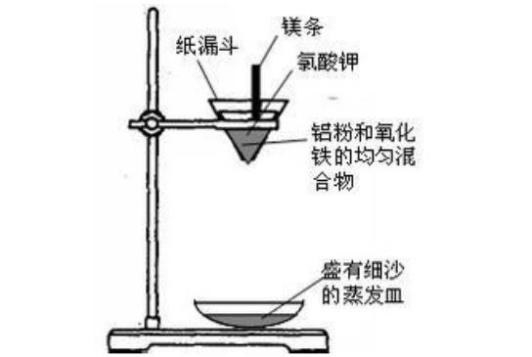 镁条
纸漏斗
氯酸钾
铝粉和氧化
铁的均匀混
合物
盛有细沙
的蒸发皿